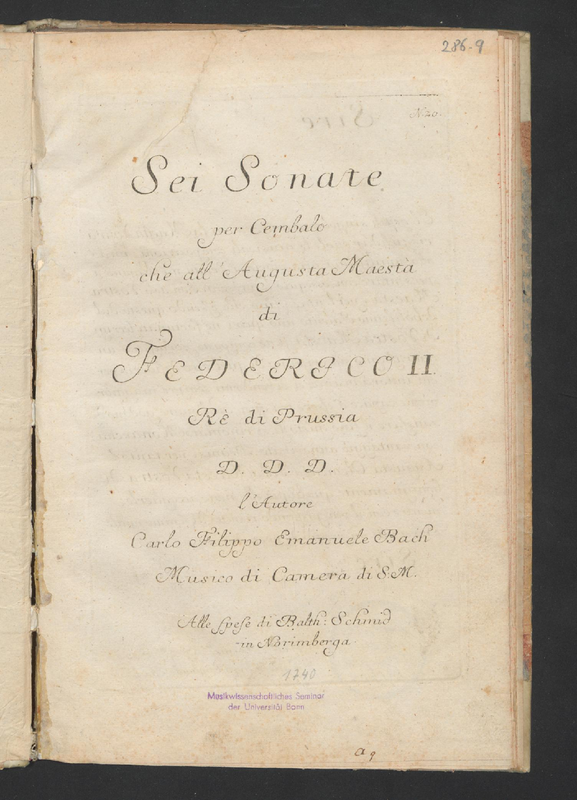 286-9
N. 20.
Sei Sonate
per Cembalo
che all' Augusta Maestà
di
FEDERICO II
Rè di Prussia
D. D. D.
l'Autore
Carlo Filippo Emanuele Bach
Musico di Camera di S. M.
Alle spese di Balth: Schmid
in Norimberga
1740
Musikwissenschaftliches Seminar
der Universität Bonn
a 9